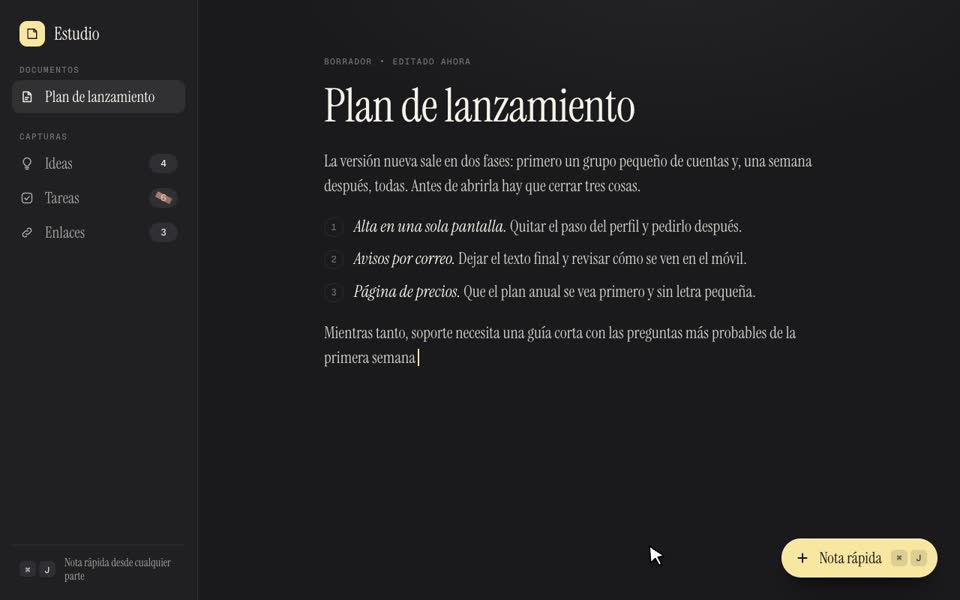 Estudio
DOCUMENTOS
Plan de lanzamiento
CAPTURAS
Ideas 4
Tareas
Enlaces 3
⌘ J Nota rápida desde cualquier
parte
BORRADOR • EDITADO AHORA
Plan de lanzamiento
La versión nueva sale en dos fases: primero un grupo pequeño de cuentas y, una semana
después, todas. Antes de abrirla hay que cerrar tres cosas.
1 Alta en una sola pantalla. Quitar el paso del perfil y pedirlo después.
2 Avisos por correo. Dejar el texto final y revisar cómo se ven en el móvil.
3 Página de precios. Que el plan anual se vea primero y sin letra pequeña.
Mientras tanto, soporte necesita una guía corta con las preguntas más probables de la
primera semana
+ Nota rápida ⌘ J